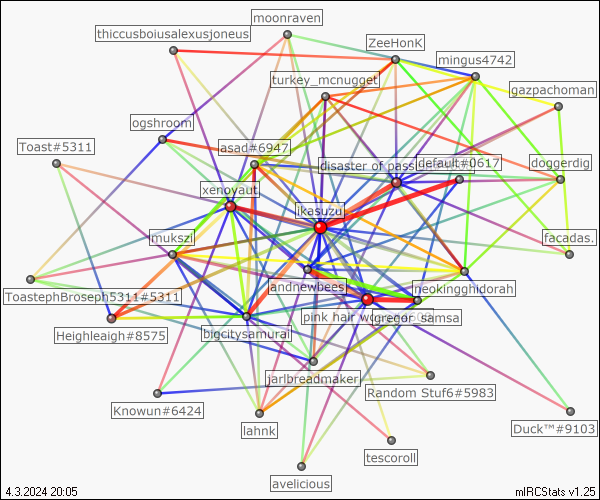 moonraven
thiccusboiusalexusjoneus
ZeeHonK
mingus4742
turkey_mcnugget
gazpachoman
ogshroom
Toast#5311
asad#6947
disaster of pass
default#0617
doggerdig
xenoyaut
ikasuzu
mukszi
facadas.
andnewbees
neokingghidorah
ToastephBroseph5311#5311
pink hair w
gregor_samsa
Heighleaigh#8575
bigcitysamurai
jarlbreadmaker
Random Stuf6#5983
Knowun#6424
lahnk
Duck™#9103
tescoroll
avelicious
4.3.2024 20:05
mIRCStats v1.25